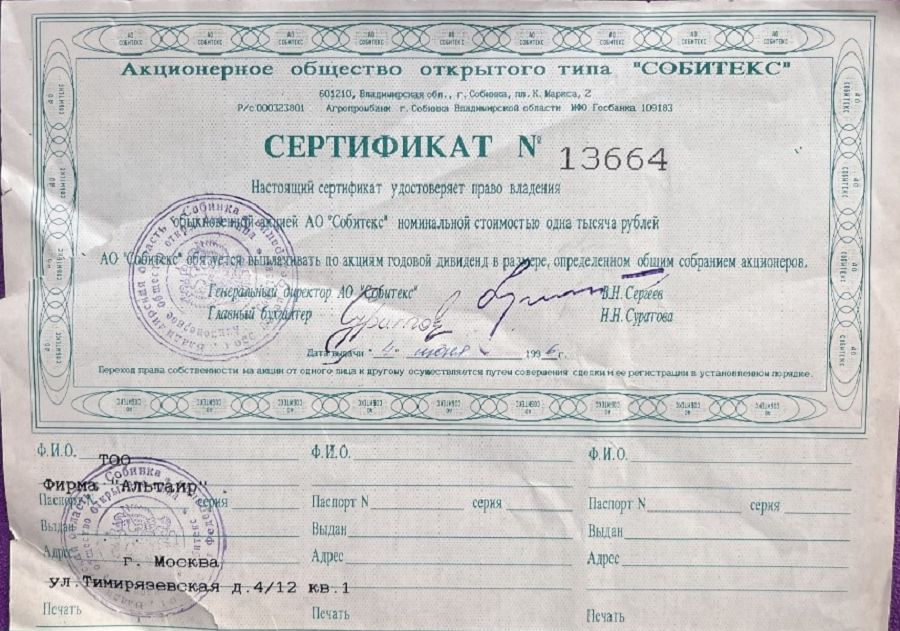 Акционерное общество открытого типа "СОБИТЕКС"
601210, Владимирская обл., г. Собинка, пл. К. Маркса, 2
Р/с 000323801 Агропромбанк г. Собинка Владимирской области МФО Госбанка 109183
СЕРТИФИКАТ № 13664
Настоящий сертификат удостоверяет право владения
обыкновенной акцией АО "Собитекс" номинальной стоимостью одна тысяча рублей
АО "Собитекс" обязуется выплачивать по акциям годовой дивиденд в размере, определенном общим собранием акционеров.
Генеральный директор АО "Собитекс" В.Н. Сергеев
Главный бухгалтер Н.Н. Суратова
Дата выдачи "4" 1996 г.
Переход права собственности на акции от одного лица к другому осуществляется путем совершения сделки и ее регистрации в установленном порядке.
Ф.И.О. ТОО Ф.И.О. Ф.И.О.
Фирма "Альтаир"
Паспорт серия Паспорт N серия Паспорт N серия
Выдан Выдан Выдан
Адрес г. Москва Адрес Адрес
ул.Тимирязевская д.4/12 кв.1
Печать Печать Печать